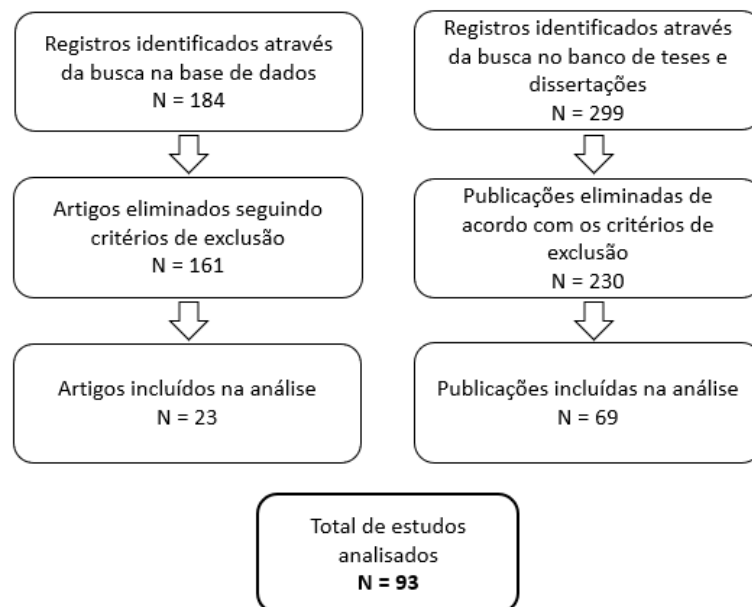 Registros identificados através
da busca na base de dados
N = 184
Artigos eliminados seguindo
critérios de exclusão
N = 161
Artigos incluídos na análise
N = 23
Registros identificados através
da busca no banco de teses e
dissertações
N = 299
Publicações eliminadas de
acordo com os critérios de
exclusão
N = 230
Publicações incluídas na análise
N = 69
Total de estudos
analisados
N = 93